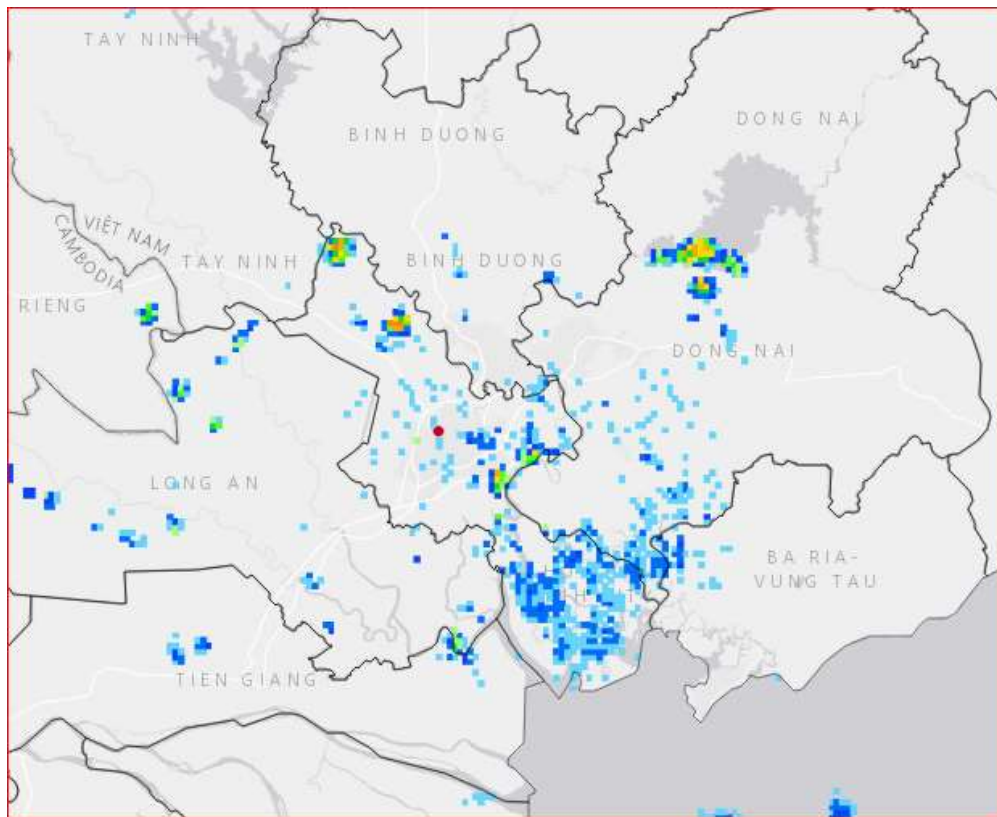 TAY NINH
DONG NAI
BINH DUONG
VIỆT NAM
CAMBODIA
TAY NINH
BINH DUONG
RIENG
DONG NAI
LONG AN
BA RIA-
VUNG TAU
TIEN GIANG